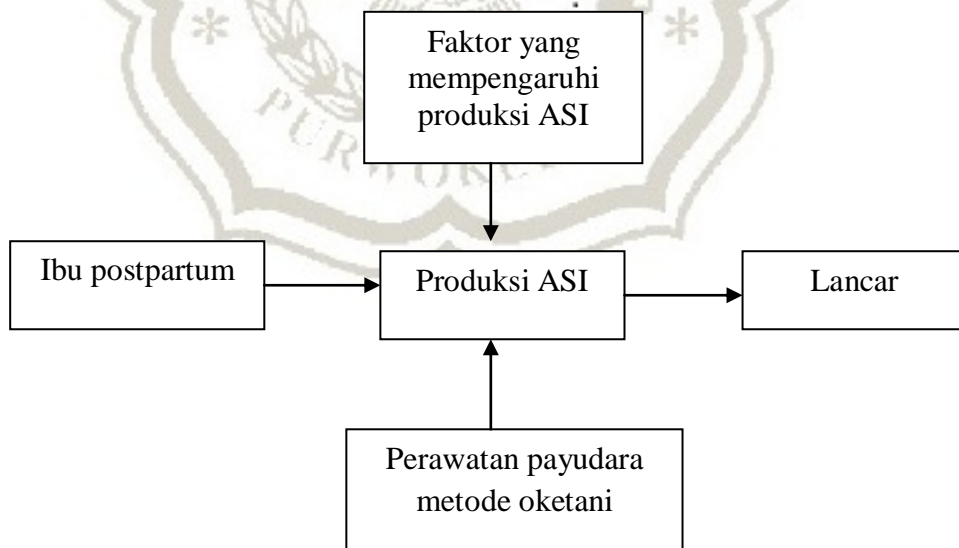 Faktor yang
mempengaruhi
produksi ASI
Ibu postpartum
Produksi ASI
Lancar
Perawatan payudara
metode oketani